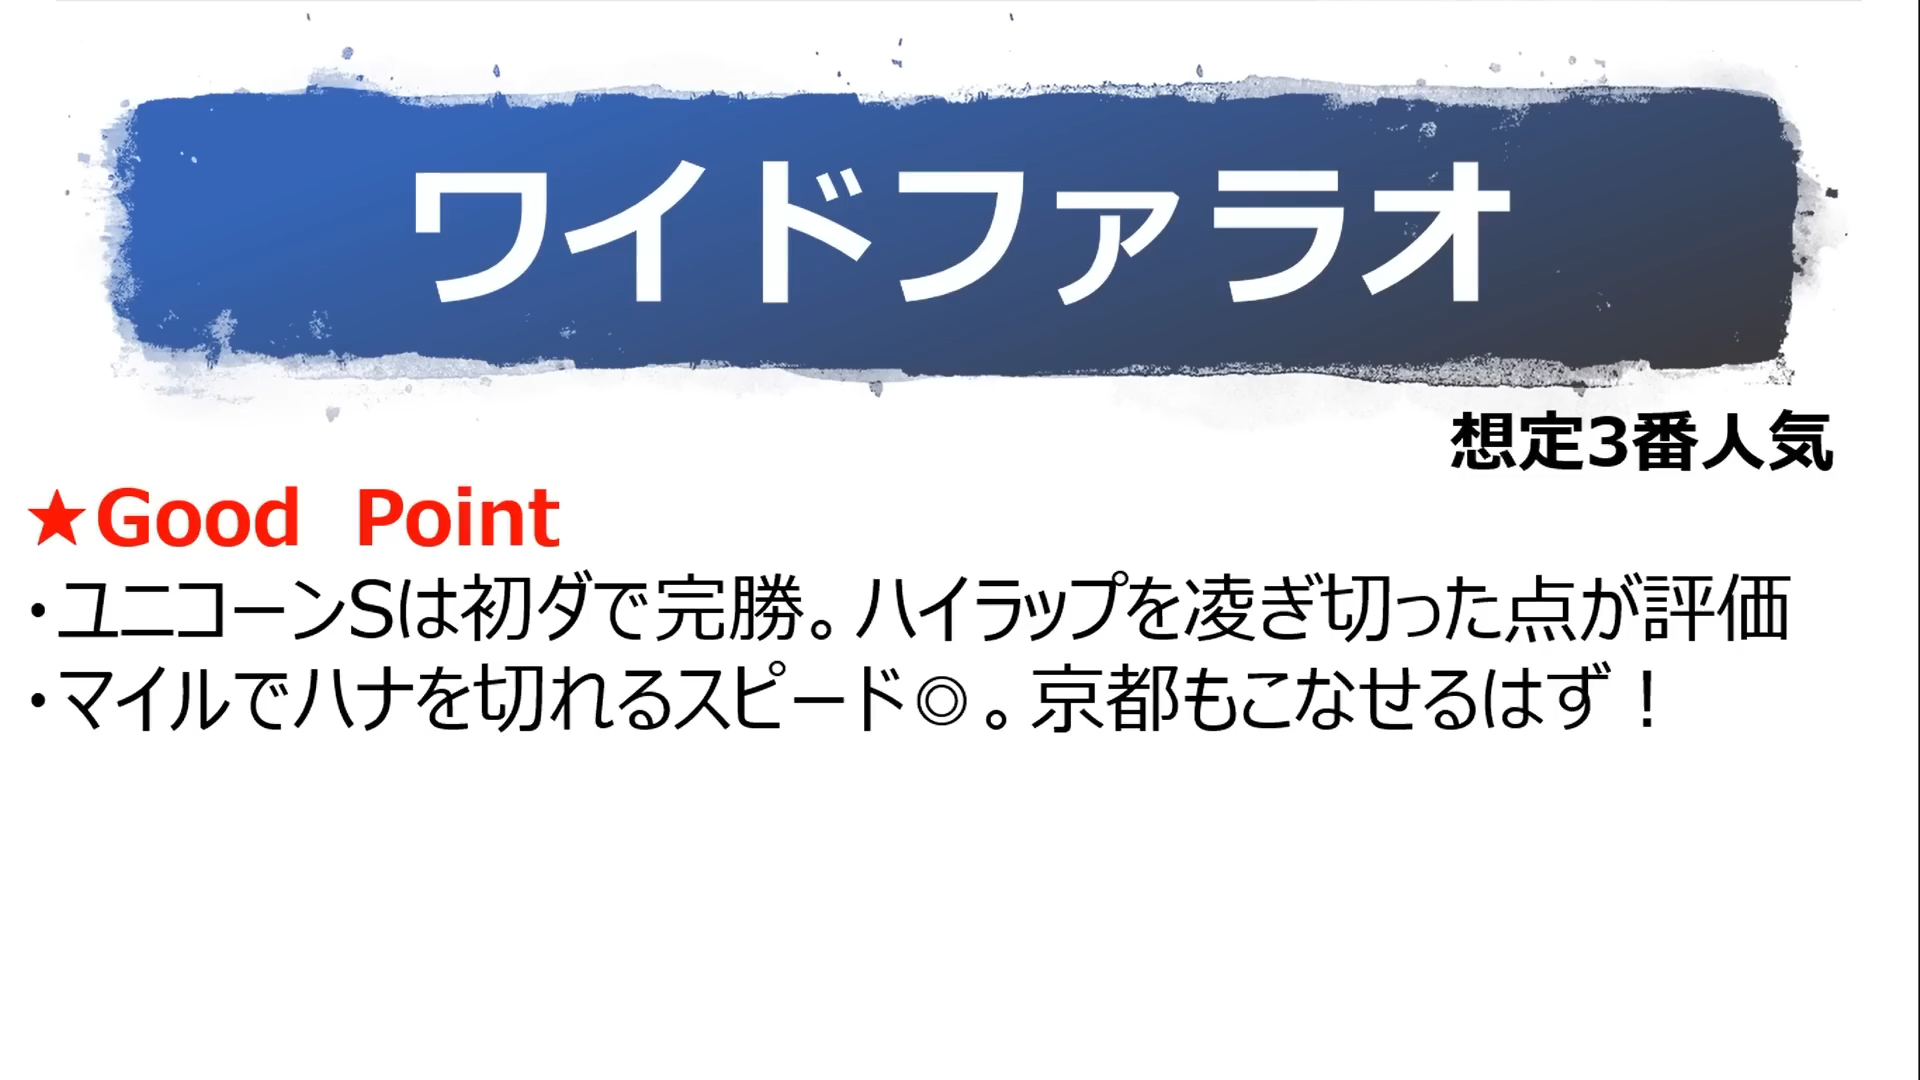 ワイドファラオ
想定3番人気
★Good Point
・ユニコーンSは初ダで完勝。ハイラップを凌ぎ切った点が評価
・マイルでハナを切れるスピード◎。京都もこなせるはず！